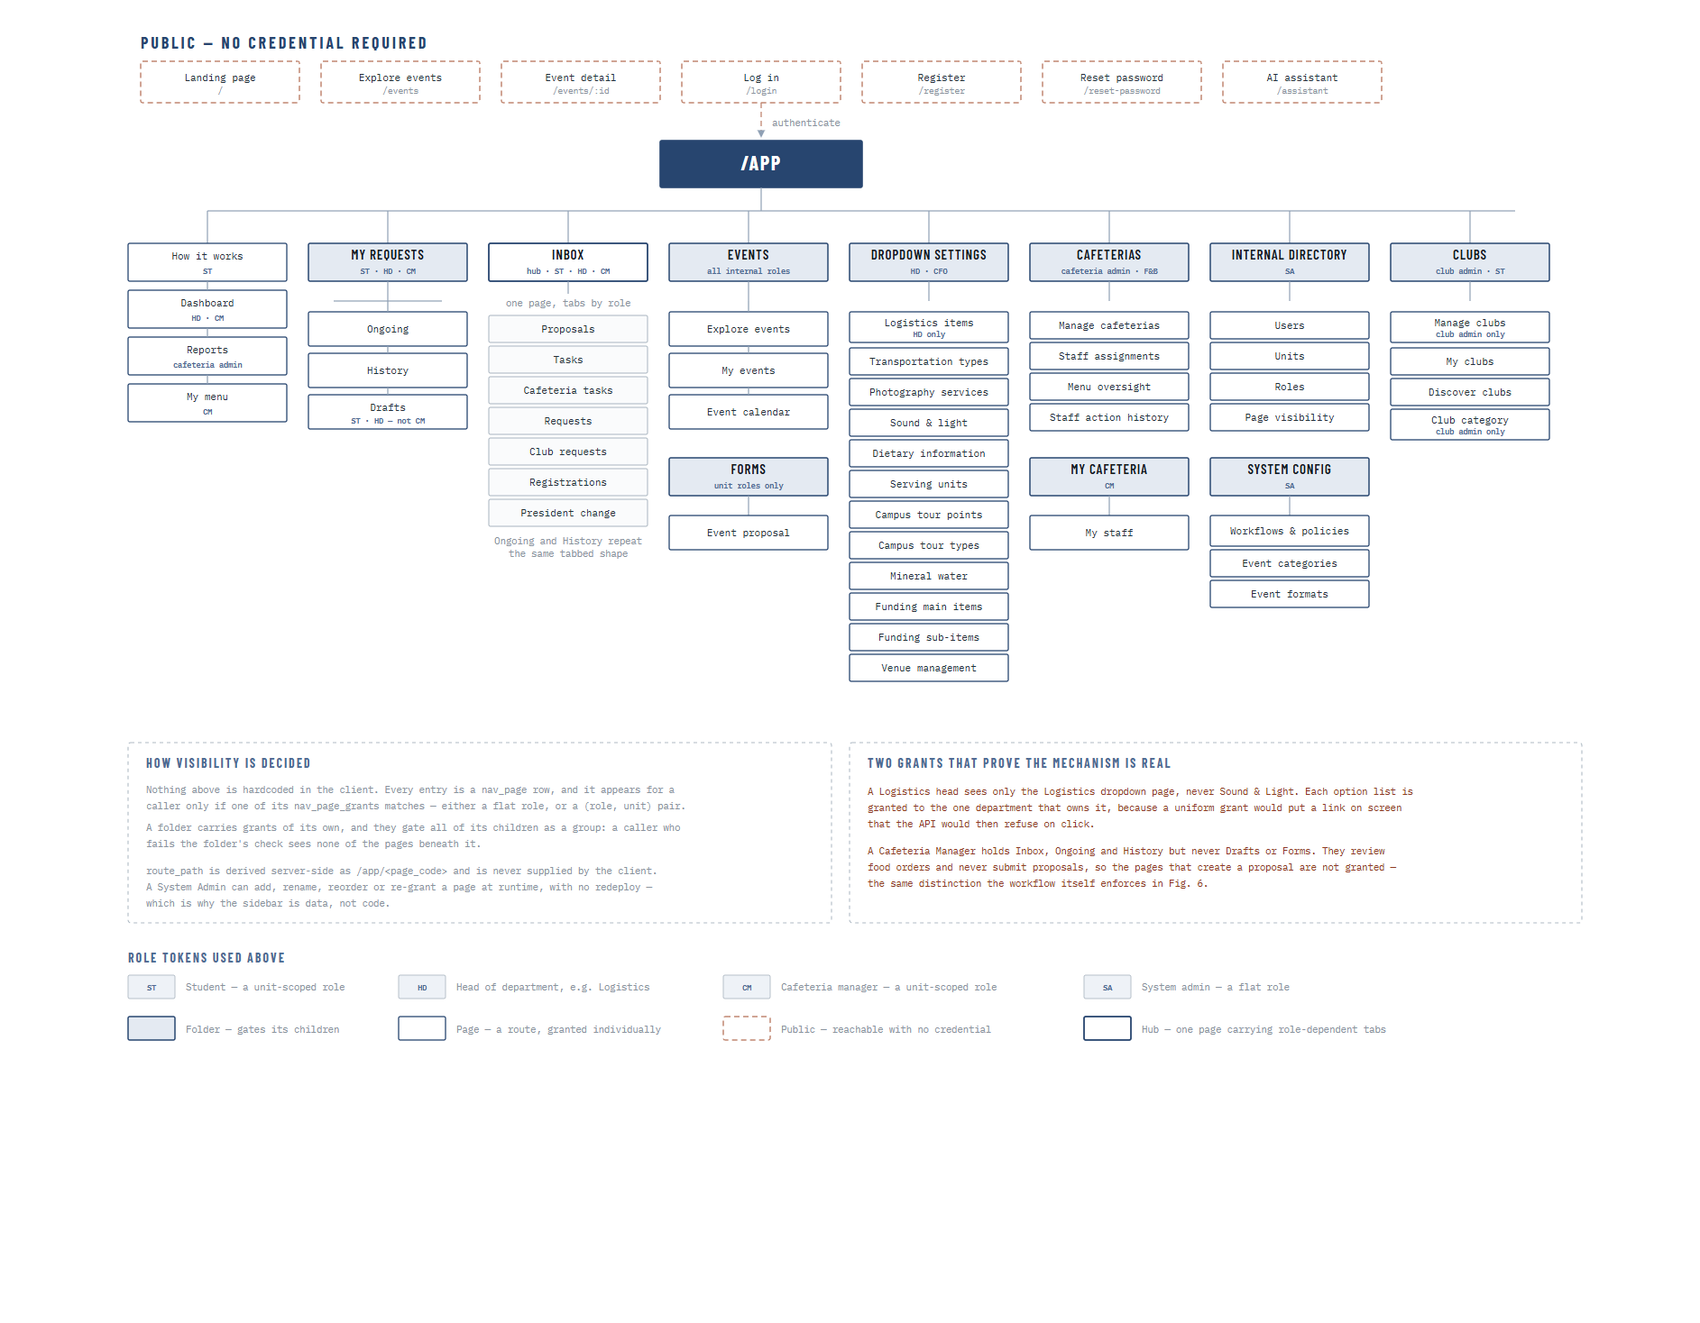 PUBLIC — NO CREDENTIAL REQUIRED
Landing page
/
Explore events
/events
Event detail
/events/:id
Log in
/login
Register
/register
Reset password
/reset-password
AI assistant
/assistant
authenticate
/APP
How it works
ST
Dashboard
HD · CM
Reports
cafeteria admin
My menu
CM
MY REQUESTS
ST · HD · CM
Ongoing
History
Drafts
ST · HD — not CM
INBOX
hub · ST · HD · CM
one page, tabs by role
Proposals
Tasks
Cafeteria tasks
Requests
Club requests
Registrations
President change
Ongoing and History repeat
the same tabbed shape
EVENTS
all internal roles
Explore events
My events
Event calendar
FORMS
unit roles only
Event proposal
DROPDOWN SETTINGS
HD · CFO
Logistics items
HD only
Transportation types
Photography services
Sound & light
Dietary information
Serving units
Campus tour points
Campus tour types
Mineral water
Funding main items
Funding sub-items
Venue management
CAFETERIAS
cafeteria admin · F&B
Manage cafeterias
Staff assignments
Menu oversight
Staff action history
MY CAFETERIA
CM
My staff
INTERNAL DIRECTORY
SA
Users
Units
Roles
Page visibility
SYSTEM CONFIG
SA
Workflows & policies
Event categories
Event formats
CLUBS
club admin · ST
Manage clubs
club admin only
My clubs
Discover clubs
Club category
club admin only
HOW VISIBILITY IS DECIDED
Nothing above is hardcoded in the client. Every entry is a nav_page row, and it appears for a
caller only if one of its nav_page_grants matches — either a flat role, or a (role, unit) pair.
A folder carries grants of its own, and they gate all of its children as a group: a caller who
fails the folder's check sees none of the pages beneath it.
route_path is derived server-side as /app/<page_code> and is never supplied by the client.
A System Admin can add, rename, reorder or re-grant a page at runtime, with no redeploy —
which is why the sidebar is data, not code.
TWO GRANTS THAT PROVE THE MECHANISM IS REAL
A Logistics head sees only the Logistics dropdown page, never Sound & Light. Each option list is
granted to the one department that owns it, because a uniform grant would put a link on screen
that the API would then refuse on click.
A Cafeteria Manager holds Inbox, Ongoing and History but never Drafts or Forms. They review
food orders and never submit proposals, so the pages that create a proposal are not granted —
the same distinction the workflow itself enforces in Fig. 6.
ROLE TOKENS USED ABOVE
ST
Student — a unit-scoped role
HD
Head of department, e.g. Logistics
CM
Cafeteria manager — a unit-scoped role
SA
System admin — a flat role
Folder — gates its children
Page — a route, granted individually
Public — reachable with no credential
Hub — one page carrying role-dependent tabs